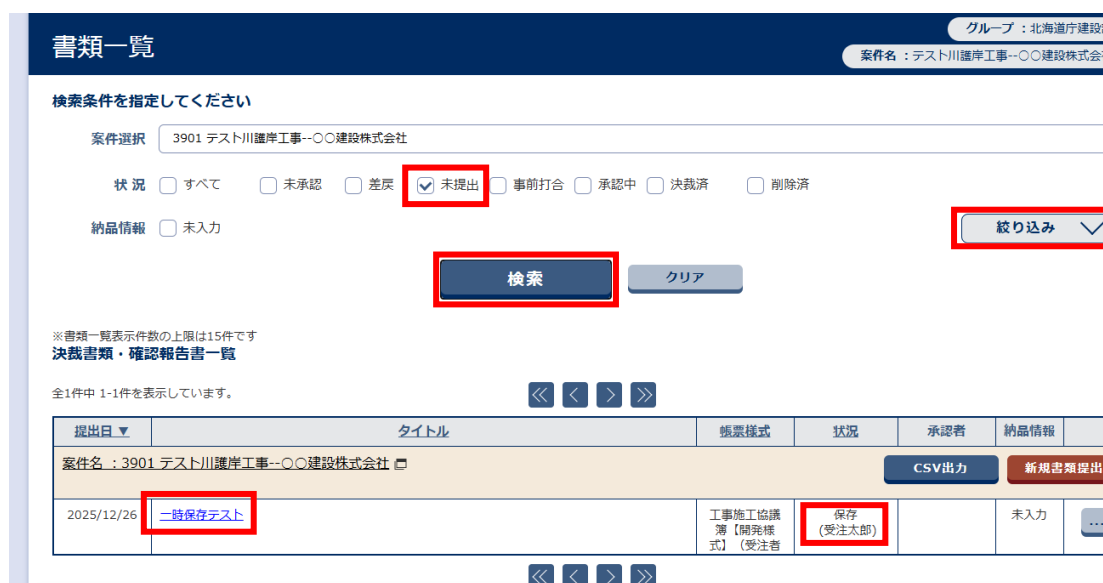 書類一覧
グループ ：北海道庁建設
案件名 ：テスト川護岸工事--〇〇建設株式会
検索条件を指定してください
案件選択 3901 テスト川護岸工事--〇〇建設株式会社
状 況 すべて 未承認 差戻 未提出 事前打合 承認中 決裁済 削除済
納品情報 未入力
絞り込み
検索 クリア
※書類一覧表示件数の上限は15件です
決裁書類・確認報告書一覧
全1件中 1-1件を表示しています。
提出日 ▼ タイトル 帳票様式 状況 承認者 納品情報
案件名 ：3901 テスト川護岸工事--〇〇建設株式会社
CSV出力 新規書類提出
2025/12/26 一時保存テスト 工事施工協議簿【開発様式】（受注者 保存(受注太郎) 未入力 ...